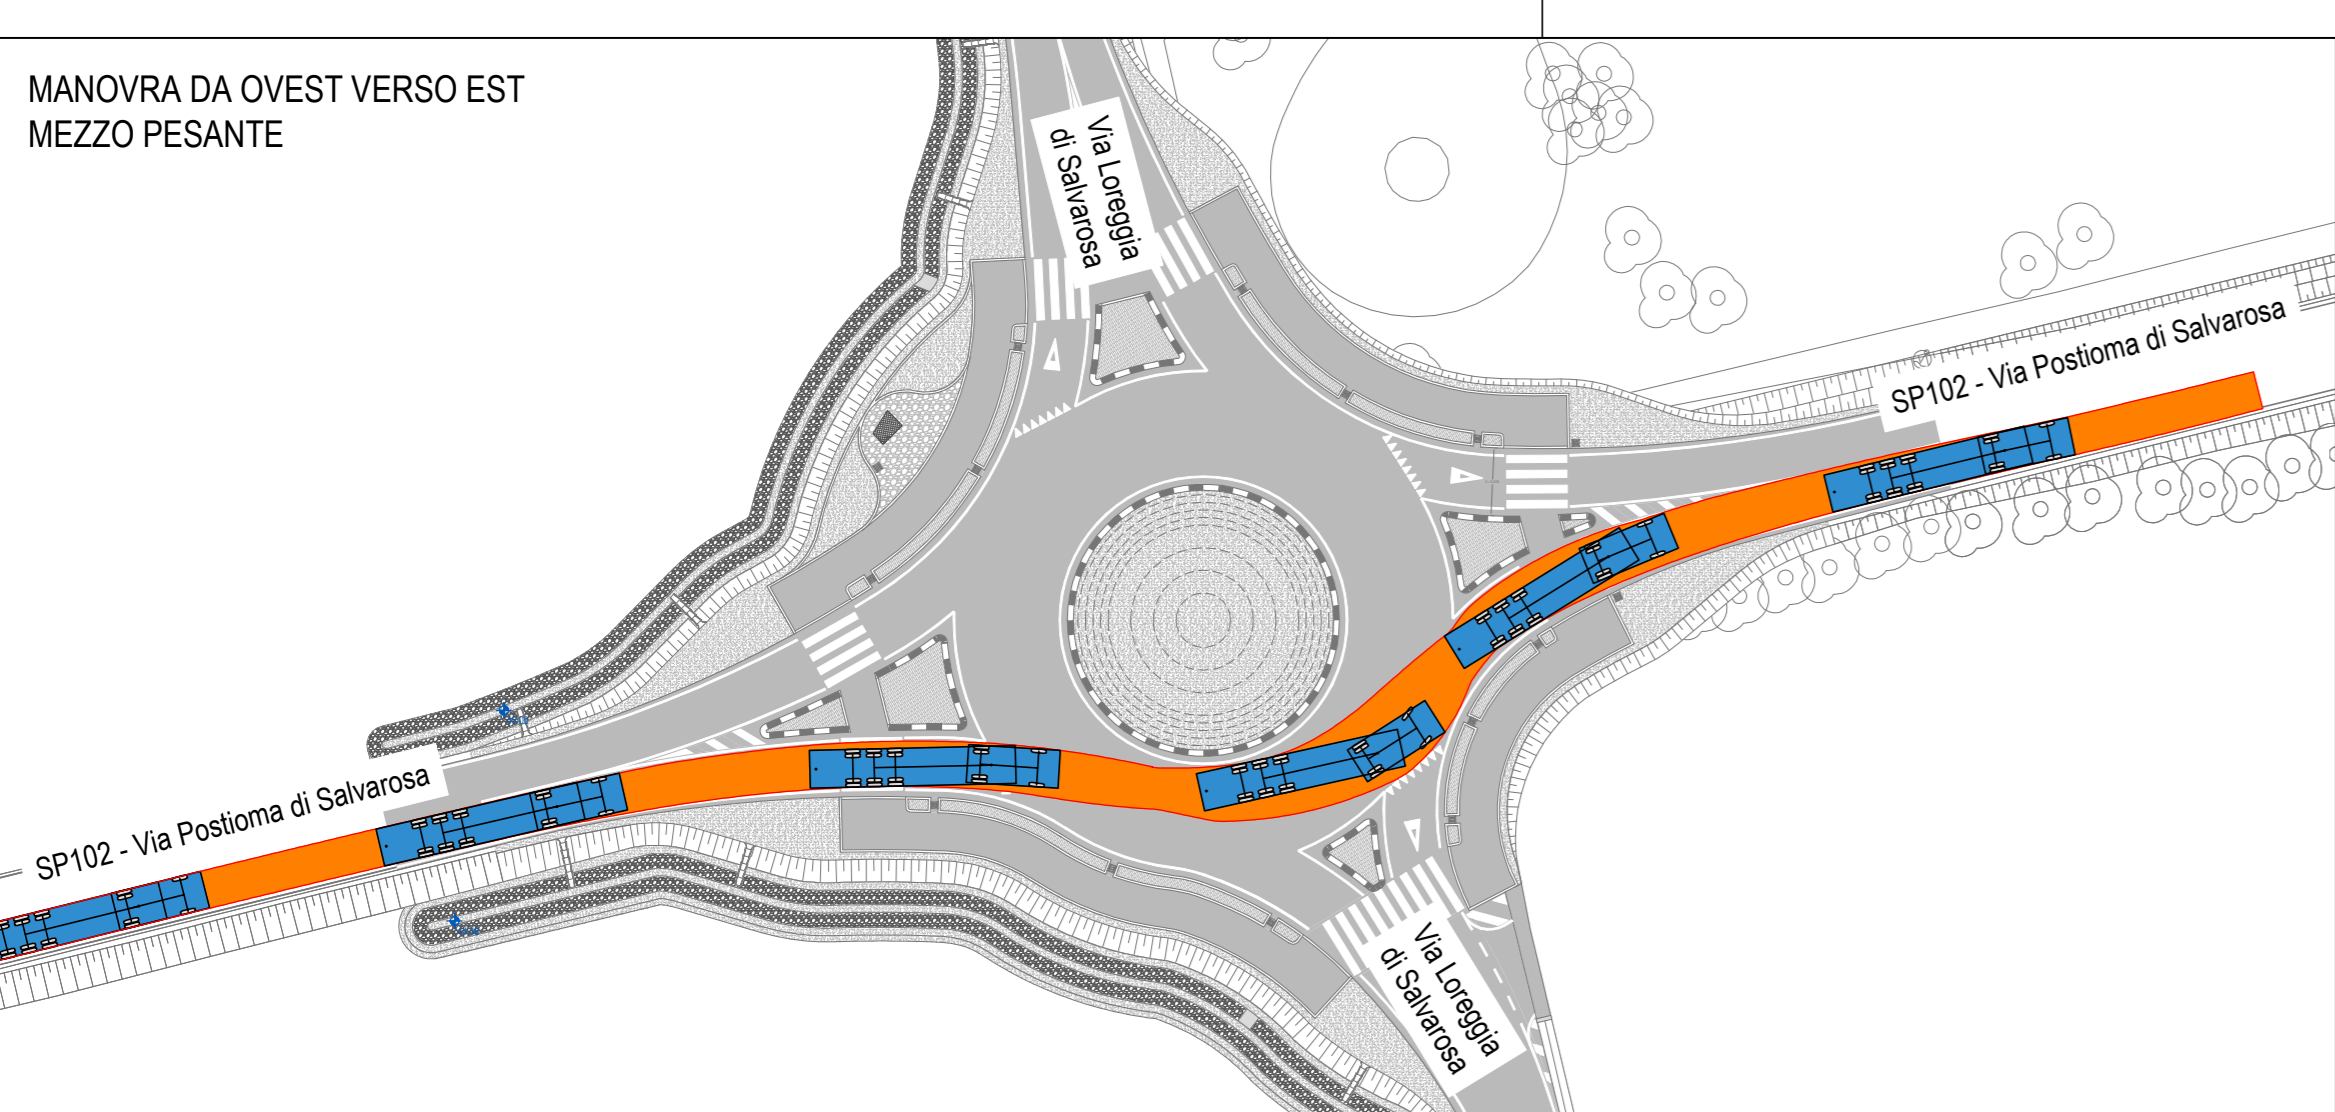 MANOVRA DA OVEST VERSO EST
MEZZO PESANTE
Via Loreggia
di Salvarosa
SP102 - Via Postioma di Salvarosa
SP102 - Via Postioma di Salvarosa
Via Loreggia
di Salvarosa